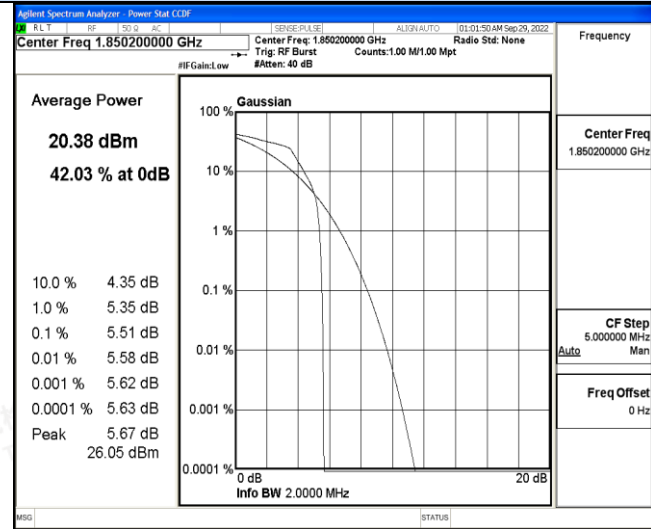 Agilent Spectrum Analyzer - Power Stat CCDF
RL T RF 50 Ω AC SENSE:PULSE ALIGN AUTO 01:01:50 AM Sep 29, 2022
Center Freq 1.850200000 GHz
Center Freq: 1.850200000 GHz Radio Std: None
Trig: RF Burst Counts:1.00 M/1.00 Mpt
#IFGain:Low #Atten: 40 dB
Frequency
Average Power
20.38 dBm
42.03 % at 0dB
10.0 % 4.35 dB
1.0 % 5.35 dB
0.1 % 5.51 dB
0.01 % 5.58 dB
0.001 % 5.62 dB
0.0001 % 5.63 dB
Peak 5.67 dB
26.05 dBm
Gaussian
100 %
10 %
1 %
0.1 %
0.01 %
0.001 %
0.0001 %
0 dB 20 dB
Info BW 2.0000 MHz
Center Freq
1.850200000 GHz
CF Step
5.000000 MHz
Auto Man
Freq Offset
0 Hz
MSG STATUS